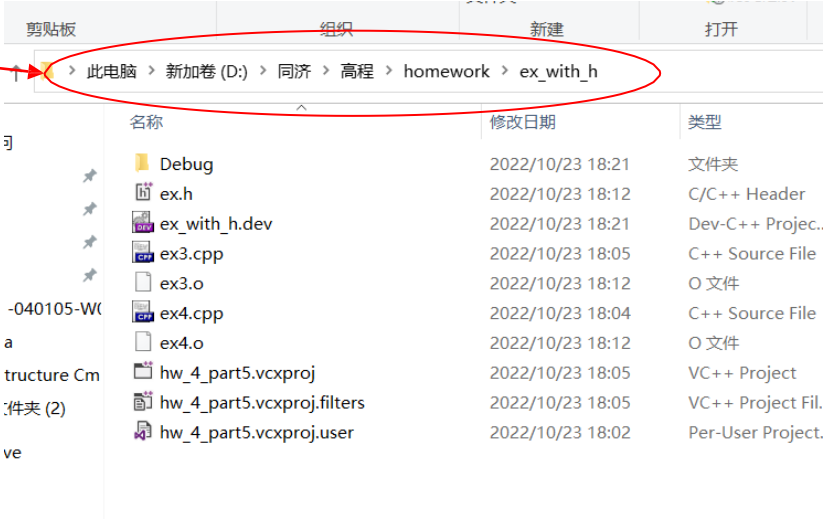 剪贴板 组织 新建 打开
此电脑 > 新加卷 (D:) > 同济 > 高程 > homework > ex_with_h
名称 修改日期 类型
Debug 2022/10/23 18:21 文件夹
ex.h 2022/10/23 18:12 C/C++ Header
ex_with_h.dev 2022/10/23 18:21 Dev-C++ Projec...
ex3.cpp 2022/10/23 18:05 C++ Source File
ex3.o 2022/10/23 18:12 O 文件
-040105-W0 ex4.cpp 2022/10/23 18:04 C++ Source File
a ex4.o 2022/10/23 18:12 O 文件
tructure Cm hw_4_part5.vcxproj 2022/10/23 18:05 VC++ Project
件夹 (2) hw_4_part5.vcxproj.filters 2022/10/23 18:05 VC++ Project Fil...
hw_4_part5.vcxproj.user 2022/10/23 18:02 Per-User Project...
ve